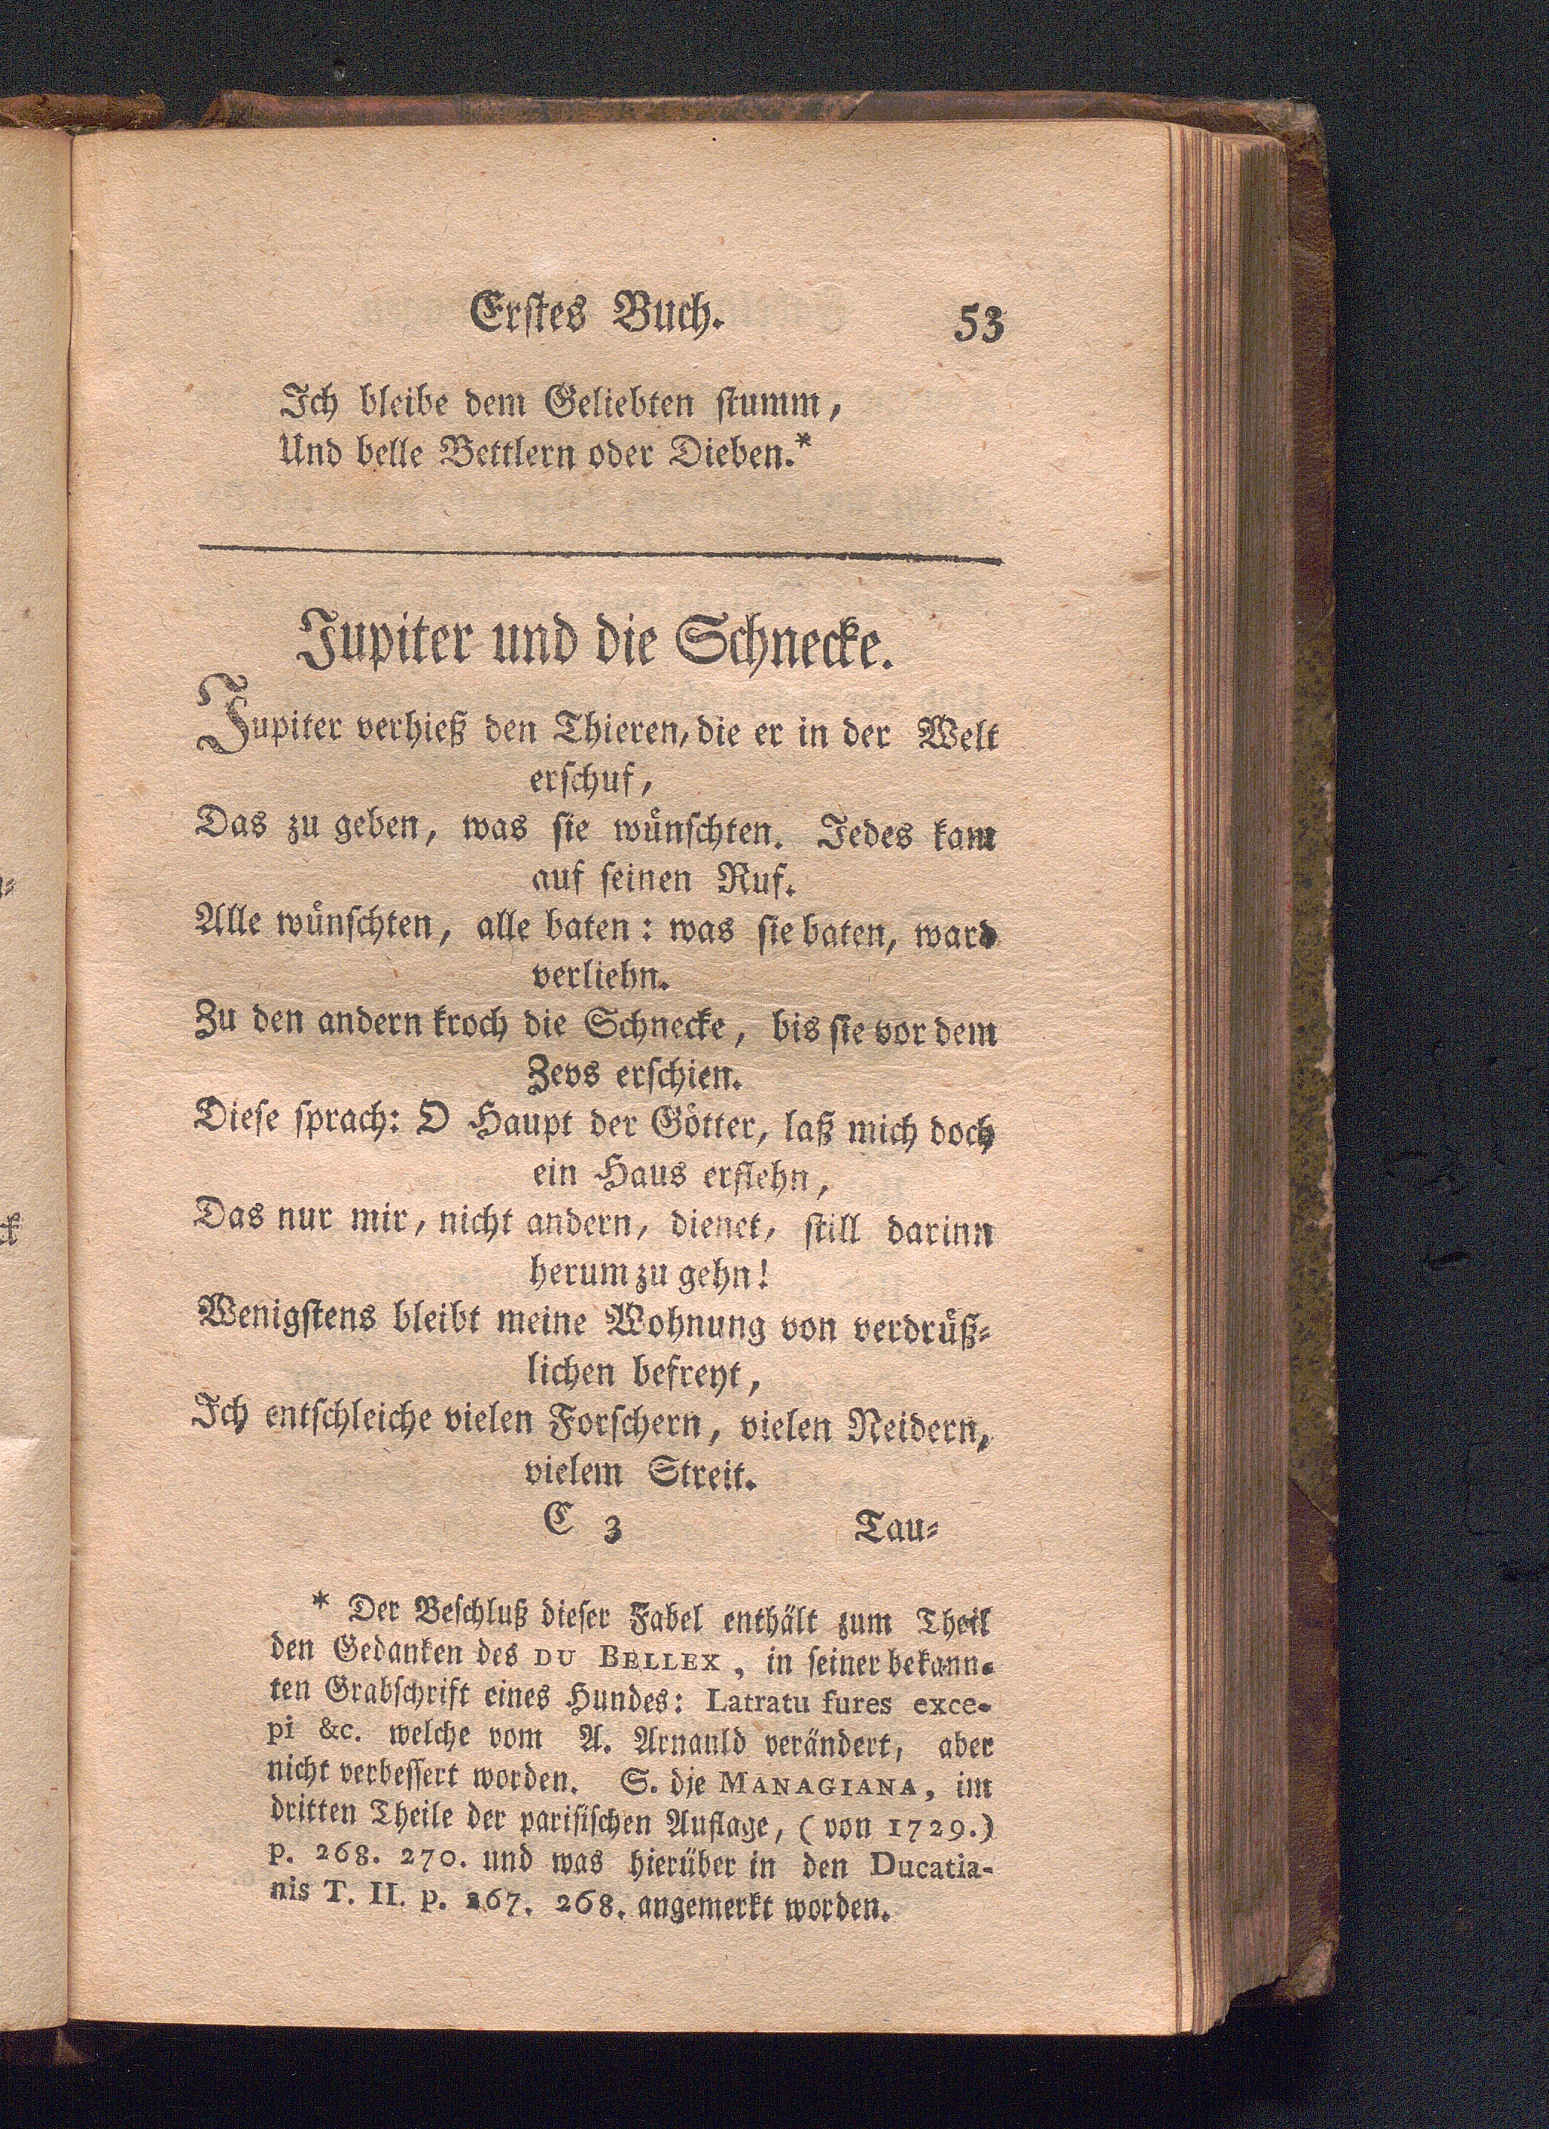 Erſtes Buch. 53
Ich bleibe dem Geliebten ſtumm,
Und belle Bettlern oder Dieben.*
Jupiter und die Schnecke.
Jupiter verhieß den Thieren, die er in der Welt
erſchuf,
Das zu geben, was ſie wuͤnſchten. Jedes kam
auf ſeinen Ruf.
Alle wuͤnſchten, alle baten: was ſie baten, ward
verliehn.
Zu den andern kroch die Schnecke, bis ſie vor dem
Zevs erſchien.
Dieſe ſprach: O Haupt der Götter, laß mich doch
ein Haus erflehn,
Das nur mir, nicht andern, dienet, ſtill darinn
herum zu gehn!
Wenigſtens bleibt meine Wohnung von verdruͤß⸗
lichen befreyt,
Ich entſchleiche vielen Forſchern, vielen Neidern,
vielem Streit.
C 3 Tau⸗
* Der Beſchluß dieſer Fabel enthält zum Theil
den Gedanken des DU BELLEX, in ſeiner bekann⸗
ten Grabſchrift eines Hundes: Latratu fures exce-
pi &c. welche vom A. Arnauld verändert, aber
nicht verbeſſert worden. S. dje MANAGIANA, im
dritten Theile der pariſiſchen Auflage, (von 1729.)
p. 268. 270. und was hierüber in den Ducatia-
nis T. II. p. 267. 268. angemerkt worden.